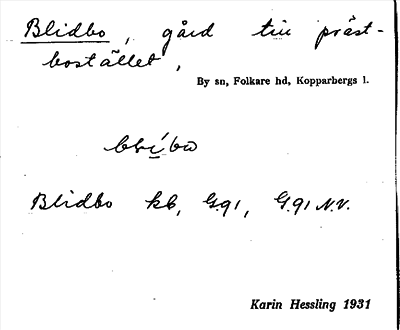 Blidbo, gård till präst-
bostället,
By sn, Folkare hd, Kopparbergs l.
Blidbo kb, G.91, G.91 N.V.
Karin Hessling 1931